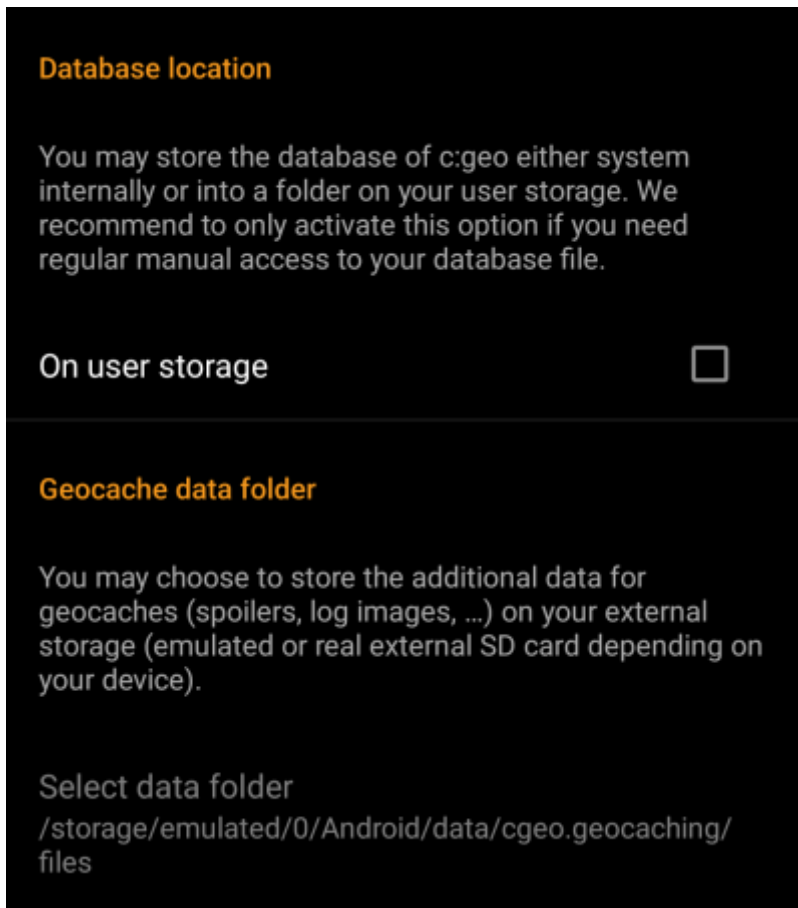 Database location
You may store the database of c:geo either system
internally or into a folder on your user storage. We
recommend to only activate this option if you need
regular manual access to your database file.
On user storage
Geocache data folder
You may choose to store the additional data for
geocaches (spoilers, log images, …) on your external
storage (emulated or real external SD card depending on
your device).
Select data folder
/storage/emulated/0/Android/data/cgeo.geocaching/
files